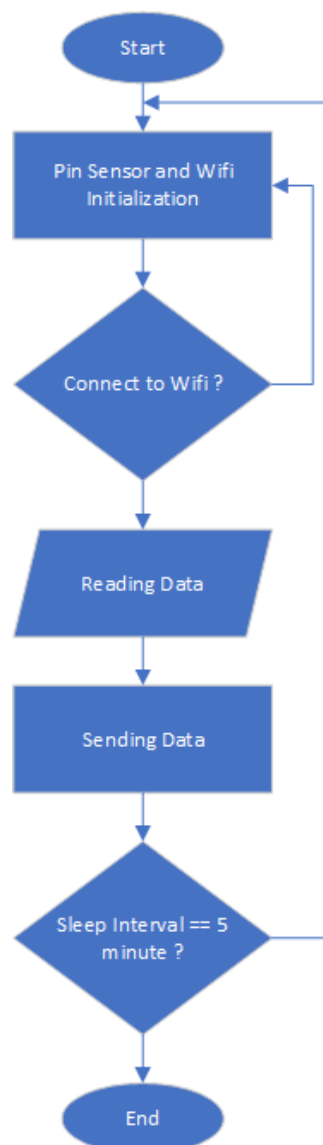 Start
Pin Sensor and Wifi
Initialization
Connect to Wifi ?
Reading Data
Sending Data
Sleep Interval == 5
minute ?
End